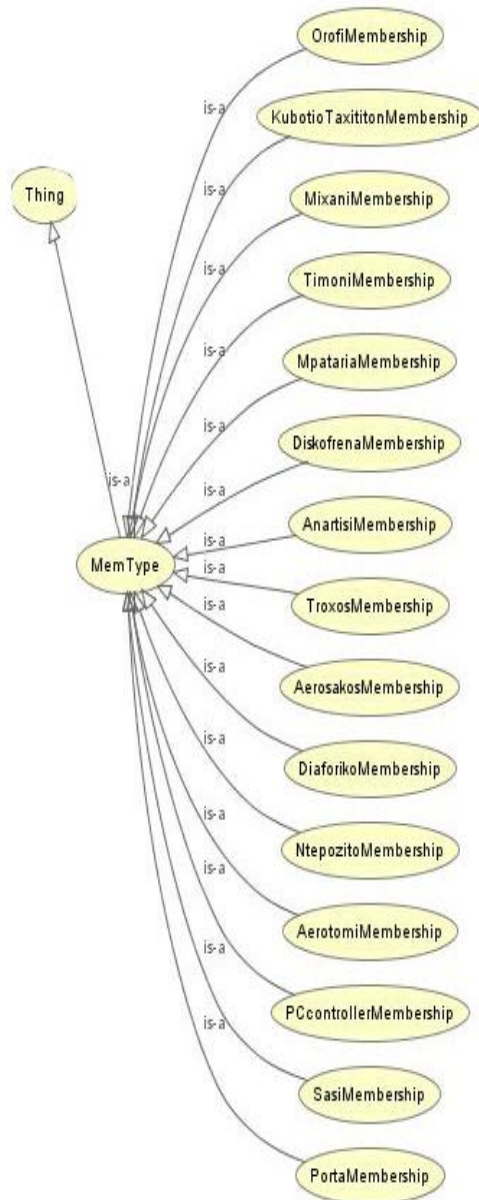 OrofiMembership
is-a
KubotioTaxititonMembership
is-a
Thing
MixaniMembership
is-a
TimoniMembership
is-a
MpatariaMembership
is-a
DiskofrenaMembership
is-a
is-a
AnartisiMembership
is-a
MemType
is-a
TroxosMembership
is-a
AerosakosMembership
is-a
DiaforikoMembership
is-a
NtepozitoMembership
is-a
AerotomiMembership
is-a
PCcontrollerMembership
is-a
SasiMembership
PortaMembership